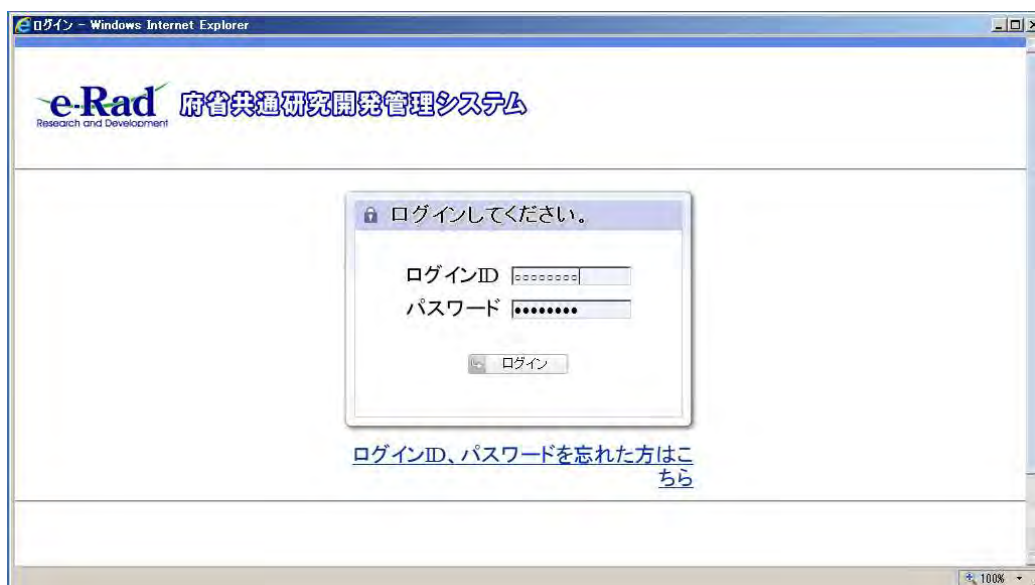 ログイン - Windows Internet Explorer
e-Rad 府省共通研究開発管理システム
Research and Development
ログインしてください。
ログインID
パスワード
ログイン
ログインID、パスワードを忘れた方はこ
ちら
100%